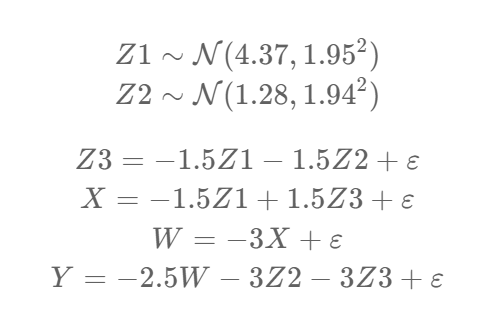 Z1 ∼ 𝒩(4.37, 1.95²)
Z2 ∼ 𝒩(1.28, 1.94²)
Z3 = −1.5Z1 − 1.5Z2 + ε
X = −1.5Z1 + 1.5Z3 + ε
W = −3X + ε
Y = −2.5W − 3Z2 − 3Z3 + ε